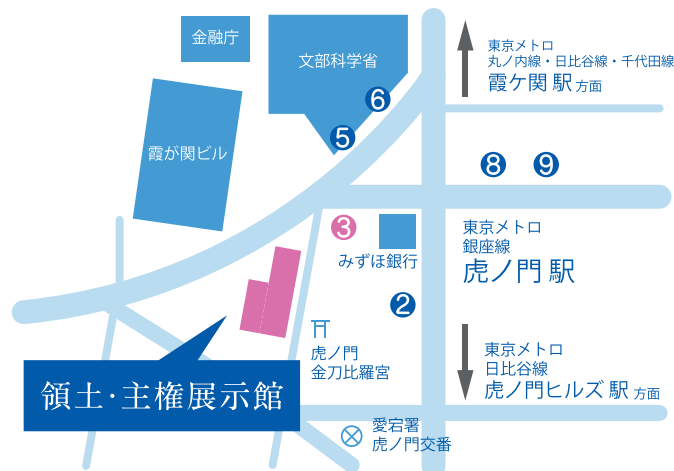 金融庁
文部科学省
東京メトロ
丸ノ内線・日比谷線・千代田線
霞ケ関 駅 方面
6
5
霞が関ビル
8
9
3
みずほ銀行
東京メトロ
銀座線
虎ノ門 駅
2
虎ノ門
金刀比羅宮
東京メトロ
日比谷線
虎ノ門ヒルズ 駅 方面
領土・主権展示館
愛宕署
虎ノ門交番